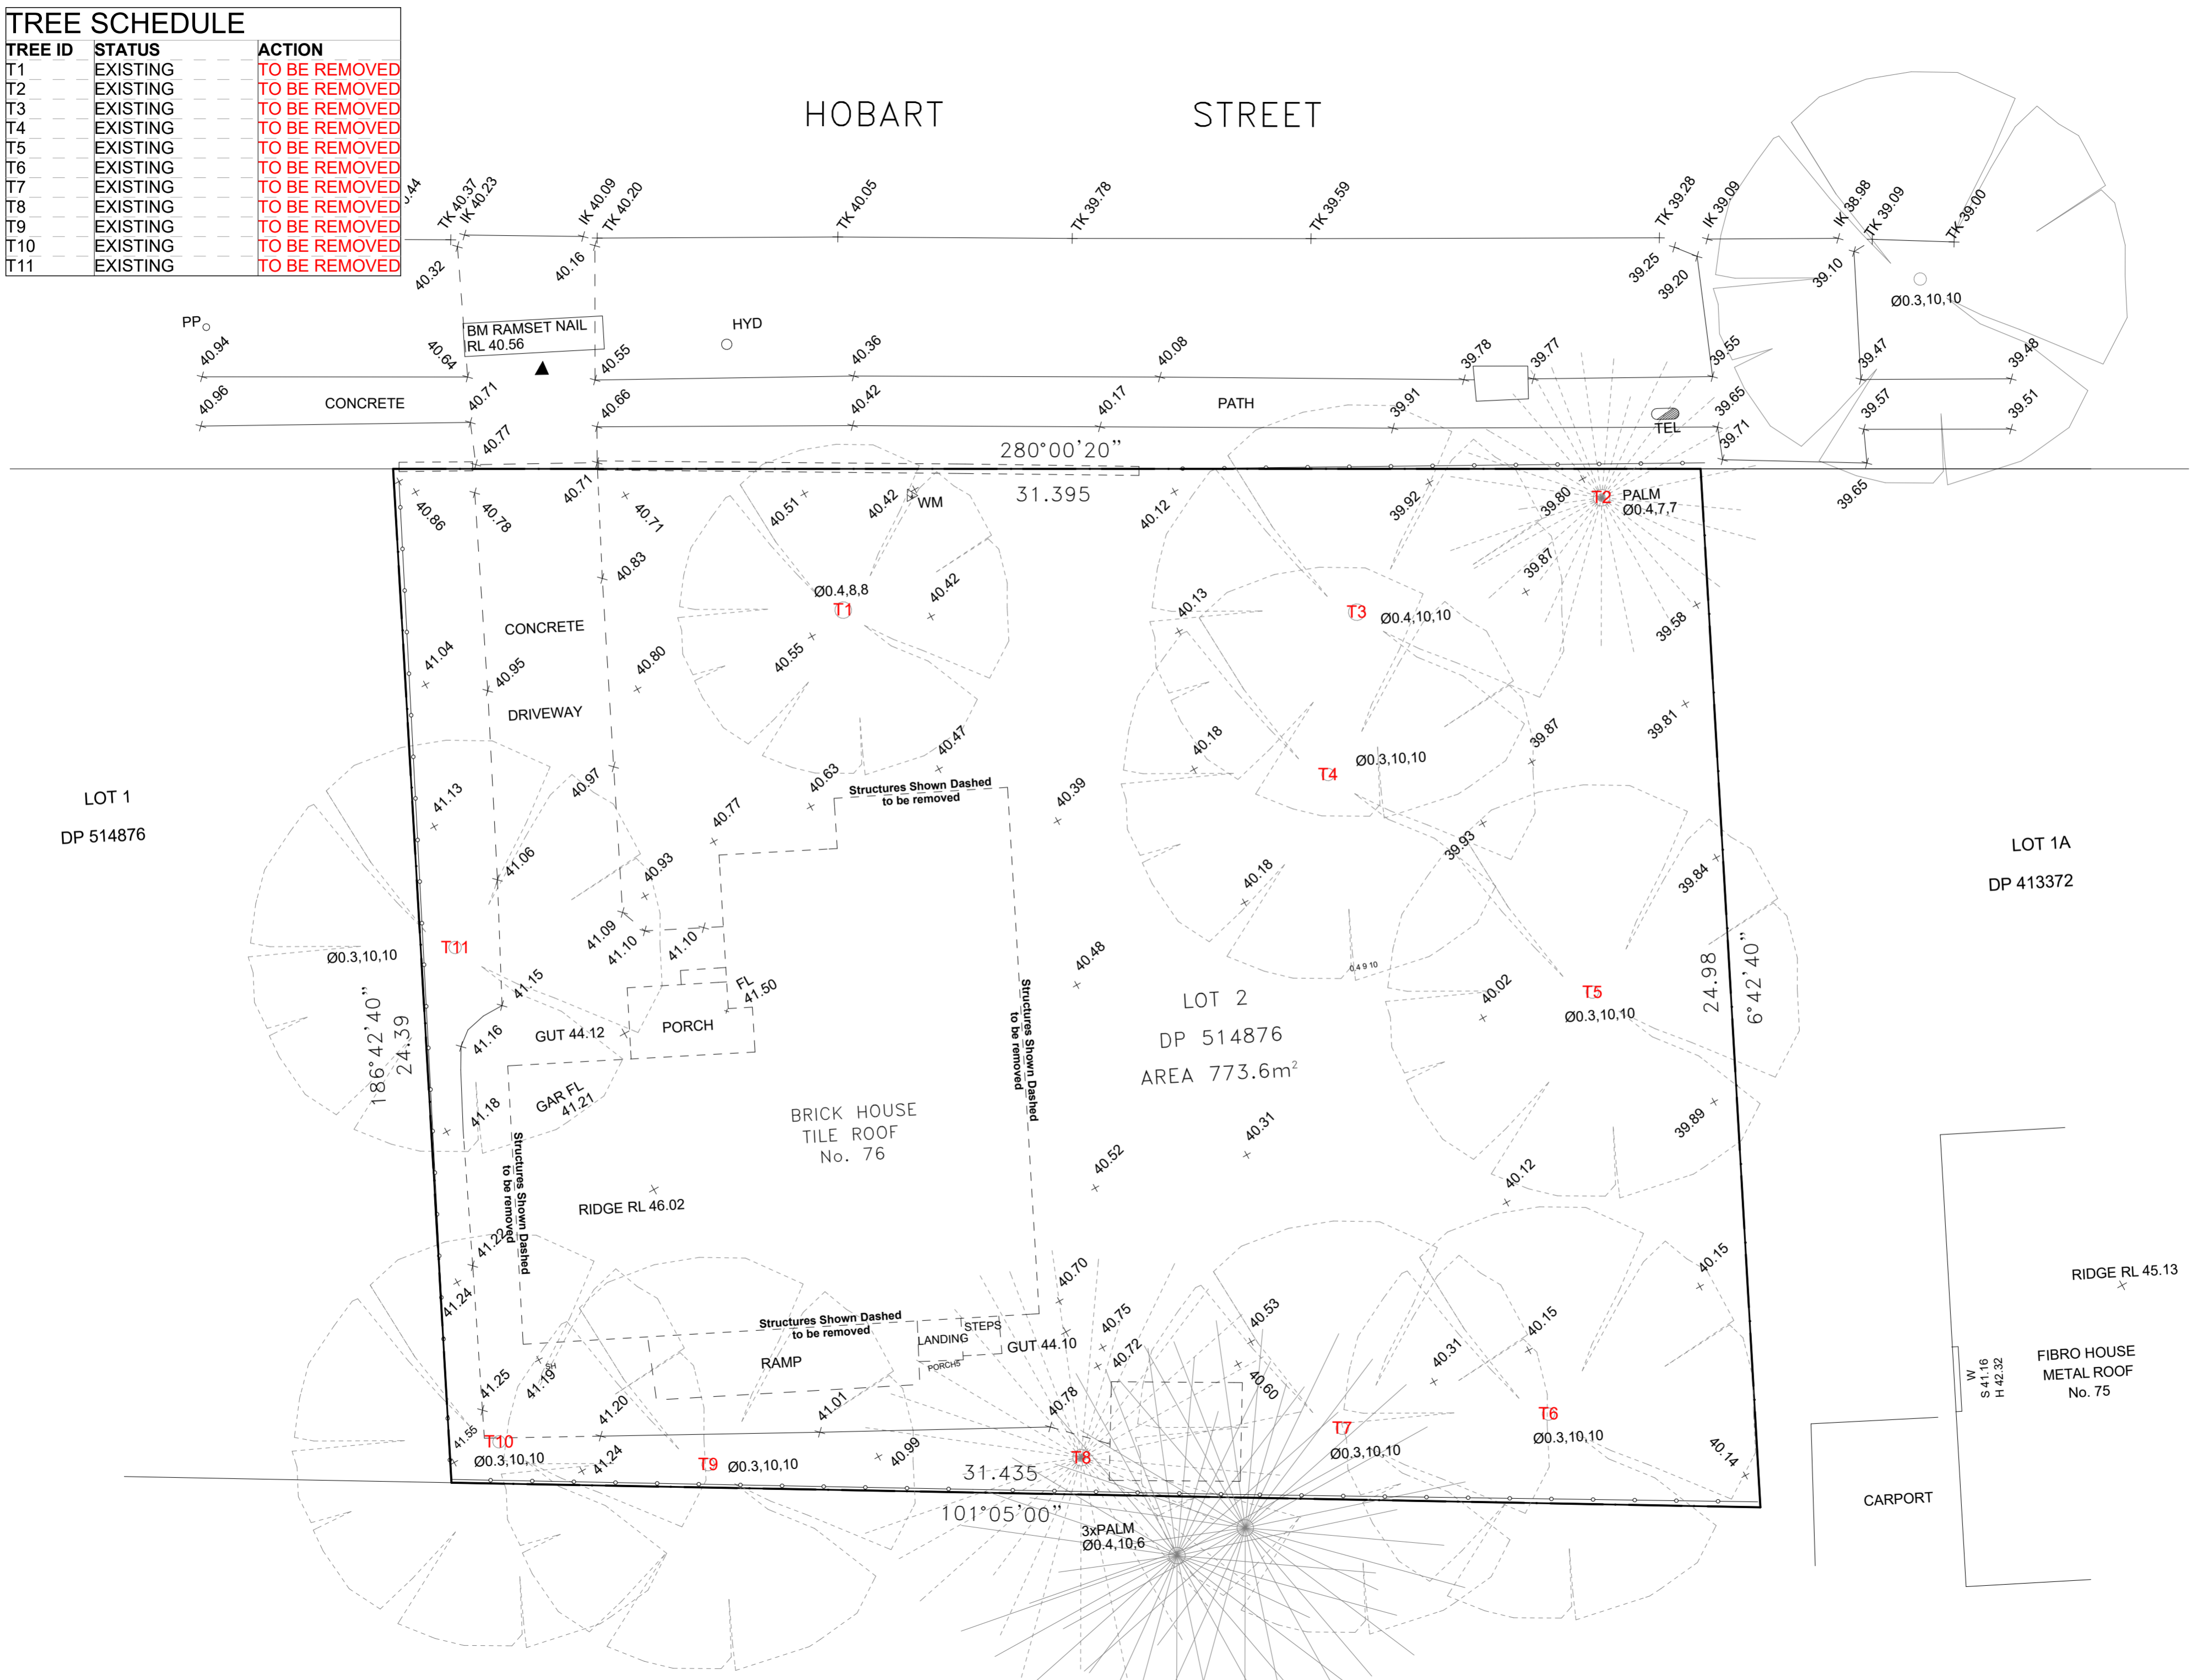 TREE SCHEDULE
TREE ID STATUS ACTION
T1 EXISTING TO BE REMOVED
T2 EXISTING TO BE REMOVED
T3 EXISTING TO BE REMOVED
T4 EXISTING TO BE REMOVED
T5 EXISTING TO BE REMOVED
T6 EXISTING TO BE REMOVED
T7 EXISTING TO BE REMOVED
T8 EXISTING TO BE REMOVED
T9 EXISTING TO BE REMOVED
T10 EXISTING TO BE REMOVED
T11 EXISTING TO BE REMOVED
HOBART STREET
TK 40.37
IK 40.23
IK 40.09
TK 40.20
TK 40.05
TK 39.78
TK 39.59
TK 39.28
IK 39.09
IK 38.98
TK 39.09
TK 39.00
40.32
40.16
39.25
39.20
39.10
Ø0.3,10,10
PP
BM RAMSET NAIL
RL 40.56
HYD
40.94
40.64
40.55
40.36
40.08
39.78
39.77
39.55
39.47
39.48
40.96
CONCRETE
40.71
40.66
40.42
40.17
PATH
39.91
TEL
39.65
39.57
39.51
40.77
39.71
280°00'20"
31.395
40.86
40.78
40.71
40.71
40.51
40.42
WM
40.12
39.92
39.80
T2
PALM
Ø0.4,7,7
39.65
40.83
Ø0.4,8,8
T1
40.42
40.13
T3
Ø0.4,10,10
39.87
39.58
CONCRETE
41.04
40.95
40.80
40.55
DRIVEWAY
39.81
40.97
40.63
40.47
40.18
T4
Ø0.3,10,10
39.87
LOT 1
DP 514876
41.13
40.77
Structures Shown Dashed
to be removed
40.39
39.93
LOT 1A
DP 413372
41.06
40.93
40.18
39.84
T11
Ø0.3,10,10
41.09
41.10
41.10
40.48
0.4 9 10
41.15
FL
41.50
40.02
T5
Ø0.3,10,10
24.98
6°42'40"
186°42'40"
24.39
41.16
GUT 44.12
PORCH
Structures Shown Dashed
to be removed
LOT 2
DP 514876
AREA 773.6m²
41.18
GAR FL
41.21
BRICK HOUSE
TILE ROOF
No. 76
40.31
39.89
Structures Shown Dashed
to be removed
40.52
40.12
RIDGE RL 46.02
41.22
41.24
40.70
40.15
RIDGE RL 45.13
Structures Shown Dashed
to be removed
LANDING
STEPS
GUT 44.10
40.75
40.72
40.53
40.31
40.15
RAMP
PORCH5
SH
41.19
W
S 41.16
H 42.32
FIBRO HOUSE
METAL ROOF
No. 75
41.25
41.20
41.01
40.78
40.60
T10
41.55
Ø0.3,10,10
41.24
T9
Ø0.3,10,10
40.99
T8
T7
Ø0.3,10,10
T6
Ø0.3,10,10
40.14
31.435
101°05'00"
3xPALM
Ø0.4,10,6
CARPORT